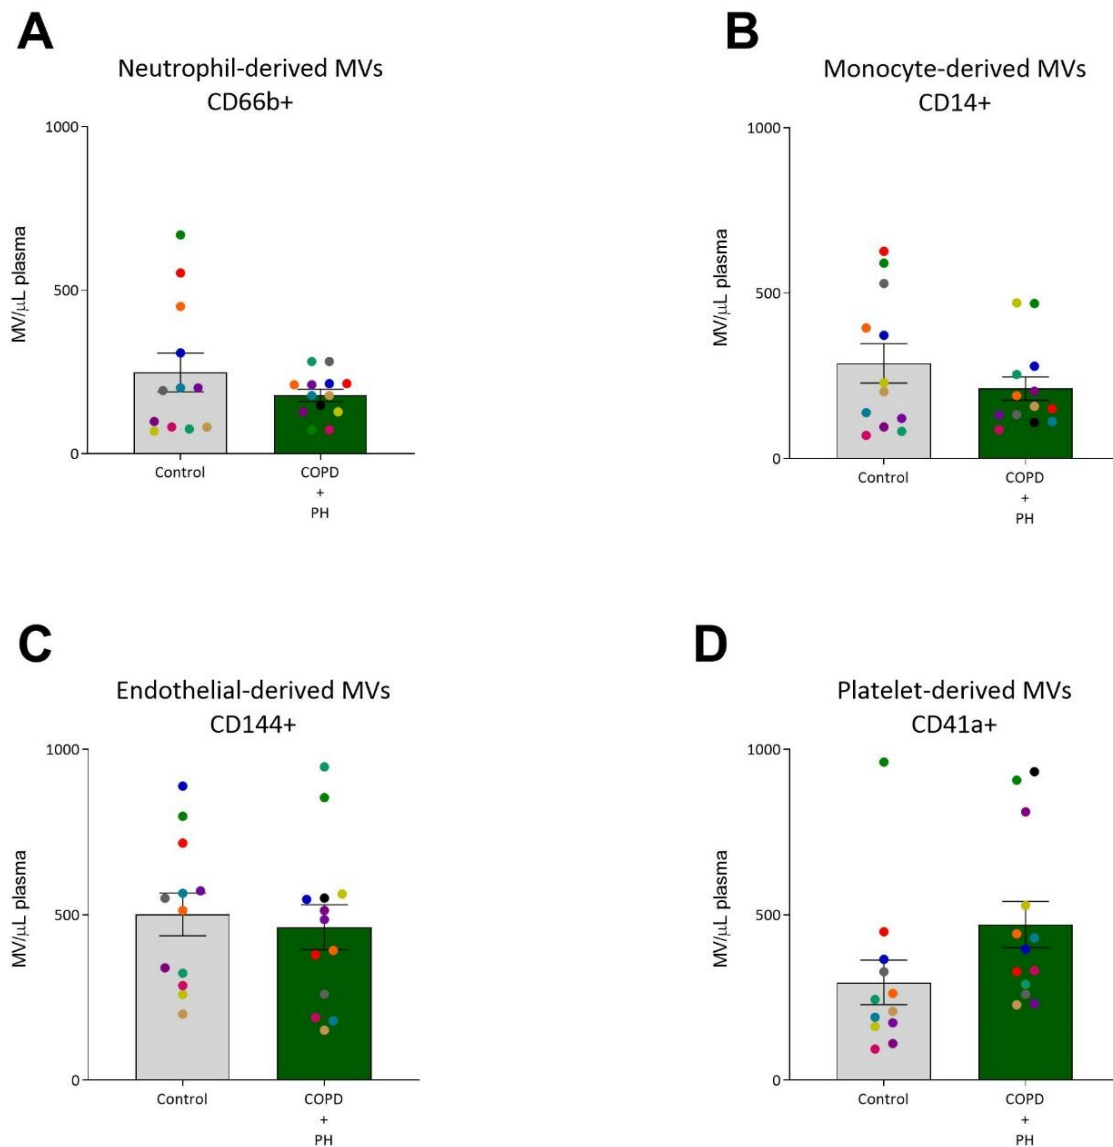 A
Neutrophil-derived MVs
CD66b+
1000
500
0
MV/μL plasma
Control
COPD
+
PH
B
Monocyte-derived MVs
CD14+
1000
500
0
MV/μL plasma
Control
COPD
+
PH
C
Endothelial-derived MVs
CD144+
1000
500
0
MV/μL plasma
Control
COPD
+
PH
D
Platelet-derived MVs
CD41a+
1000
500
0
MV/μL plasma
Control
COPD
+
PH